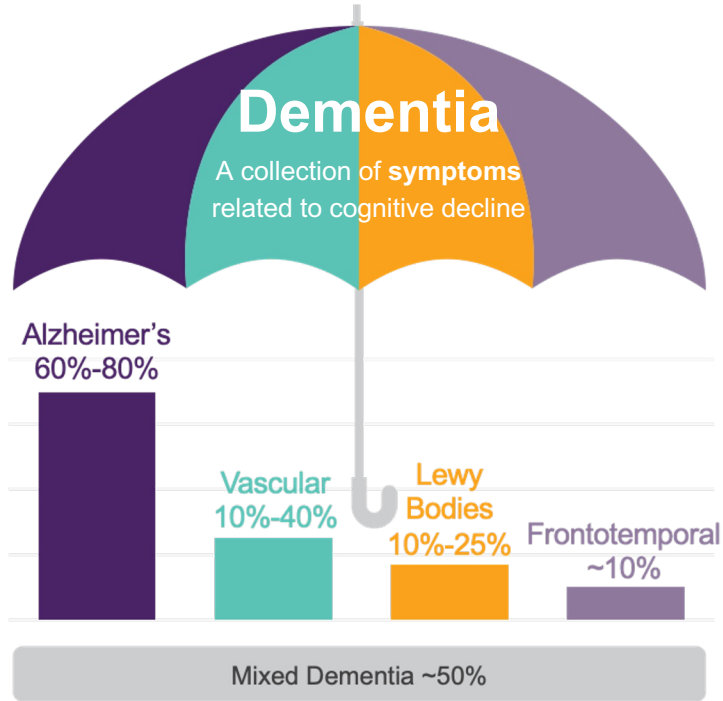 Dementia
A collection of symptoms
related to cognitive decline
Alzheimer's
60%-80%
Vascular
10%-40%
Lewy
Bodies
10%-25%
Frontotemporal
~10%
Mixed Dementia ~50%